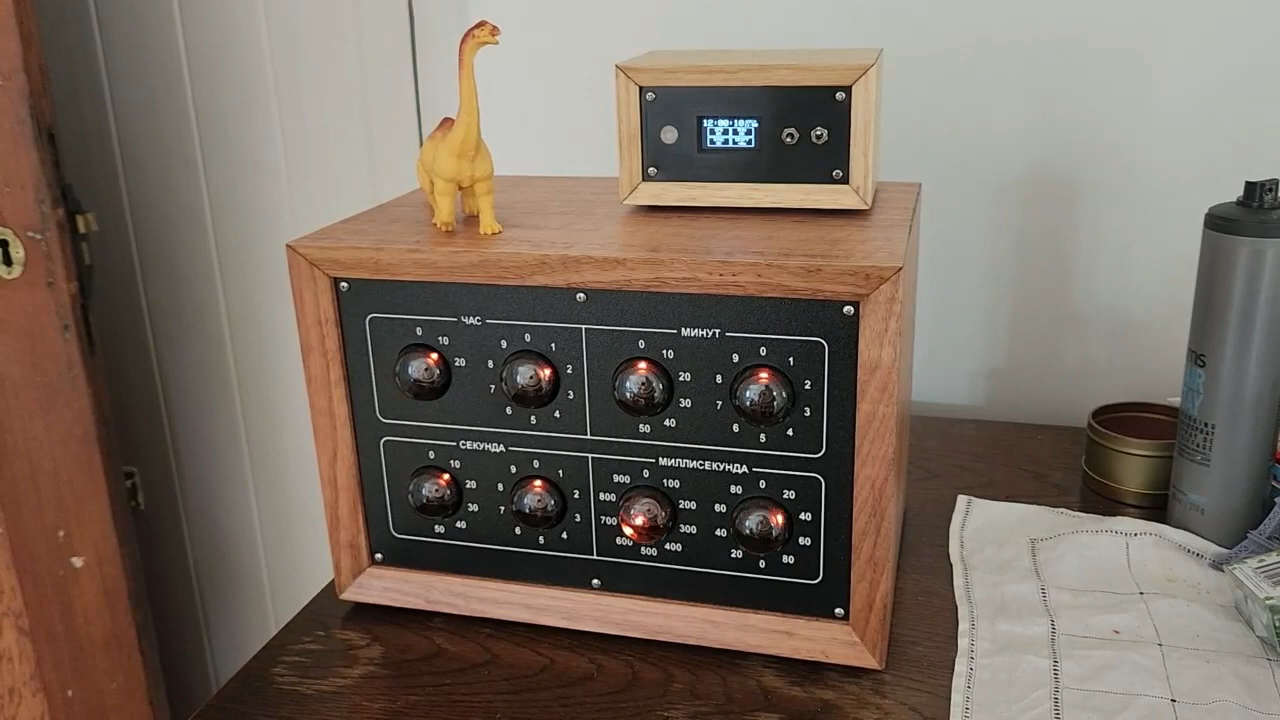 12:00:10
ЧАС
МИНУТ
0 10 20
0 1 2 3 4 5 6 7 8 9
0 10 20 30 40 50
0 1 2 3 4 5 6 7 8 9
СЕКУНДА
МИЛЛИСЕКУНДА
0 10 20 30 40 50
0 1 2 3 4 5 6 7 8 9
0 100 200 300 400 500 600 700 800 900
0 20 40 60 80 0 20 40 60 80